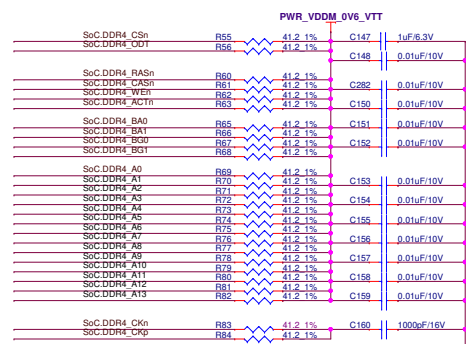 PWR_VDDM_0V6_VTT
SoC.DDR4_CSn R55 41.2 1% C147 1uF/6.3V
SoC.DDR4_ODT R56 41.2 1%
C148 0.01uF/10V
SoC.DDR4_RASn R60 41.2 1%
SoC.DDR4_CASn R61 41.2 1% C282 0.01uF/10V
SoC.DDR4_WEn R62 41.2 1%
SoC.DDR4_ACTn R63 41.2 1% C150 0.01uF/10V
SoC.DDR4_BA0 R65 41.2 1% C151 0.01uF/10V
SoC.DDR4_BA1 R66 41.2 1%
SoC.DDR4_BG0 R67 41.2 1% C152 0.01uF/10V
SoC.DDR4_BG1 R68 41.2 1%
SoC.DDR4_A0 R69 41.2 1%
SoC.DDR4_A1 R70 41.2 1% C153 0.01uF/10V
SoC.DDR4_A2 R71 41.2 1%
SoC.DDR4_A3 R72 41.2 1% C154 0.01uF/10V
SoC.DDR4_A4 R73 41.2 1%
SoC.DDR4_A5 R74 41.2 1% C155 0.01uF/10V
SoC.DDR4_A6 R75 41.2 1%
SoC.DDR4_A7 R76 41.2 1% C156 0.01uF/10V
SoC.DDR4_A8 R77 41.2 1%
SoC.DDR4_A9 R78 41.2 1% C157 0.01uF/10V
SoC.DDR4_A10 R79 41.2 1%
SoC.DDR4_A11 R80 41.2 1% C158 0.01uF/10V
SoC.DDR4_A12 R81 41.2 1%
SoC.DDR4_A13 R82 41.2 1% C159 0.01uF/10V
SoC.DDR4_CKn R83 41.2 1% C160 1000pF/16V
SoC.DDR4_CKp R84 41.2 1%